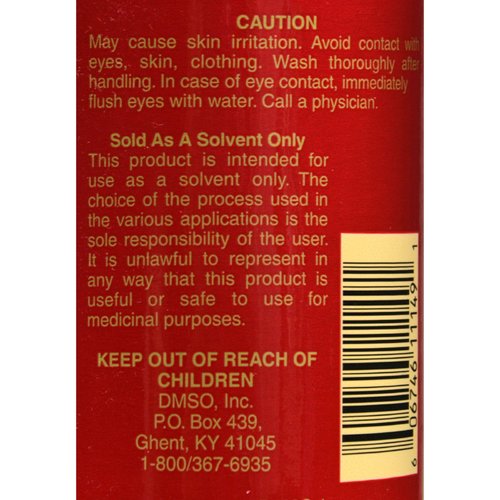 CAUTION
May cause skin irritation. Avoid contact with
eyes, skin, clothing. Wash thoroughly after
handling. In case of eye contact, immediately
flush eyes with water. Call a physician.
Sold As A Solvent Only
This product is intended for
use as a solvent only. The
choice of the process used in
the various applications is the
sole responsibility of the user.
It is unlawful to represent in
any way that this product is
useful or safe to use for
medicinal purposes.
KEEP OUT OF REACH OF
CHILDREN
DMSO, Inc.
P.O. Box 439,
Ghent, KY 41045
1-800/367-6935
6 06746 11149 1